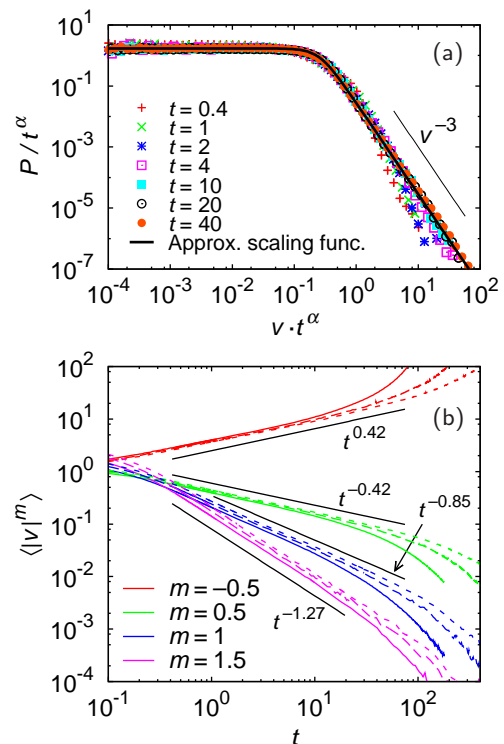 (a)
P / t^α
10^1
10^-1
10^-3
10^-5
10^-7
t = 0.4
t = 1
t = 2
t = 4
t = 10
t = 20
t = 40
Approx. scaling func.
v^−3
10^-4
10^-3
10^-2
10^-1
10^0
10^1
10^2
v · t^α
(b)
⟨|v|^m⟩
10^2
10^1
10^0
10^-1
10^-2
10^-3
10^-4
t^0.42
t^−0.42
t^−0.85
t^−1.27
m = −0.5
m = 0.5
m = 1
m = 1.5
10^-1
10^0
10^1
10^2
t